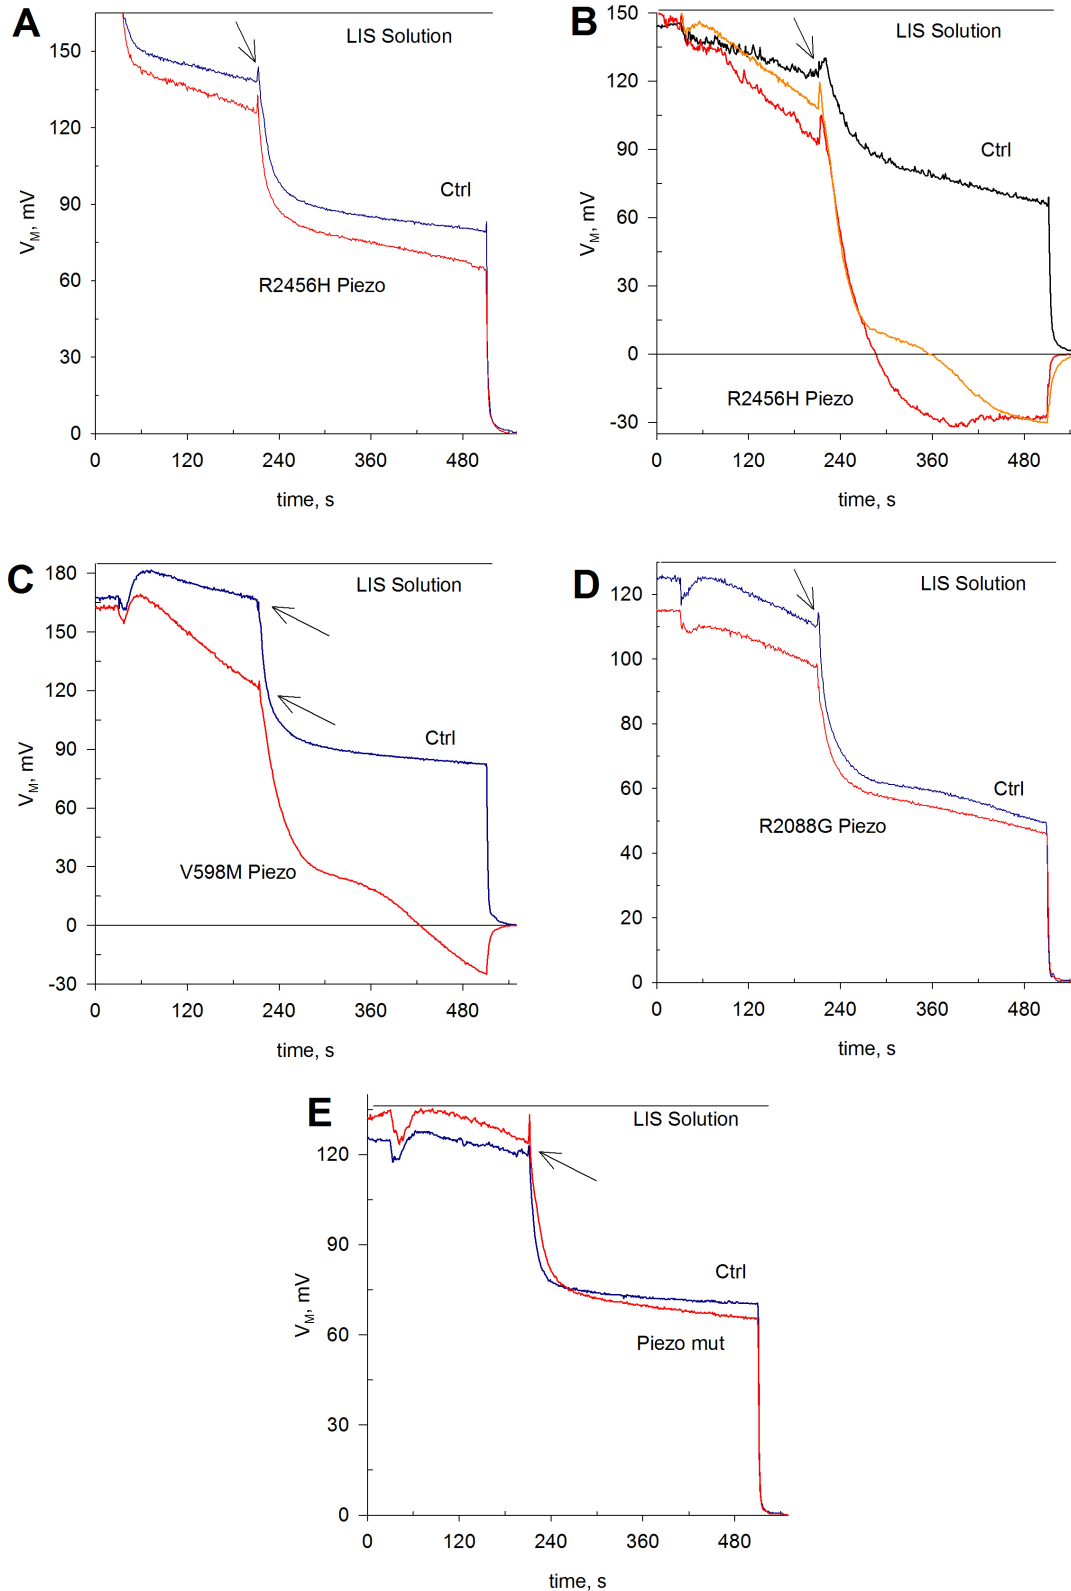 A
LIS Solution
150
120
90
60
30
0
V_M, mV
Ctrl
R2456H Piezo
0 120 240 360 480
time, s
B
LIS Solution
150
120
90
60
30
0
-30
V_M, mV
Ctrl
R2456H Piezo
0 120 240 360 480
time, s
C
LIS Solution
180
150
120
90
60
30
0
-30
V_M, mV
Ctrl
V598M Piezo
0 120 240 360 480
time, s
D
LIS Solution
120
100
80
60
40
20
0
Ctrl
R2088G Piezo
0 120 240 360 480
time, s
E
LIS Solution
120
90
60
30
0
V_M, mV
Ctrl
Piezo mut
0 120 240 360 480
time, s